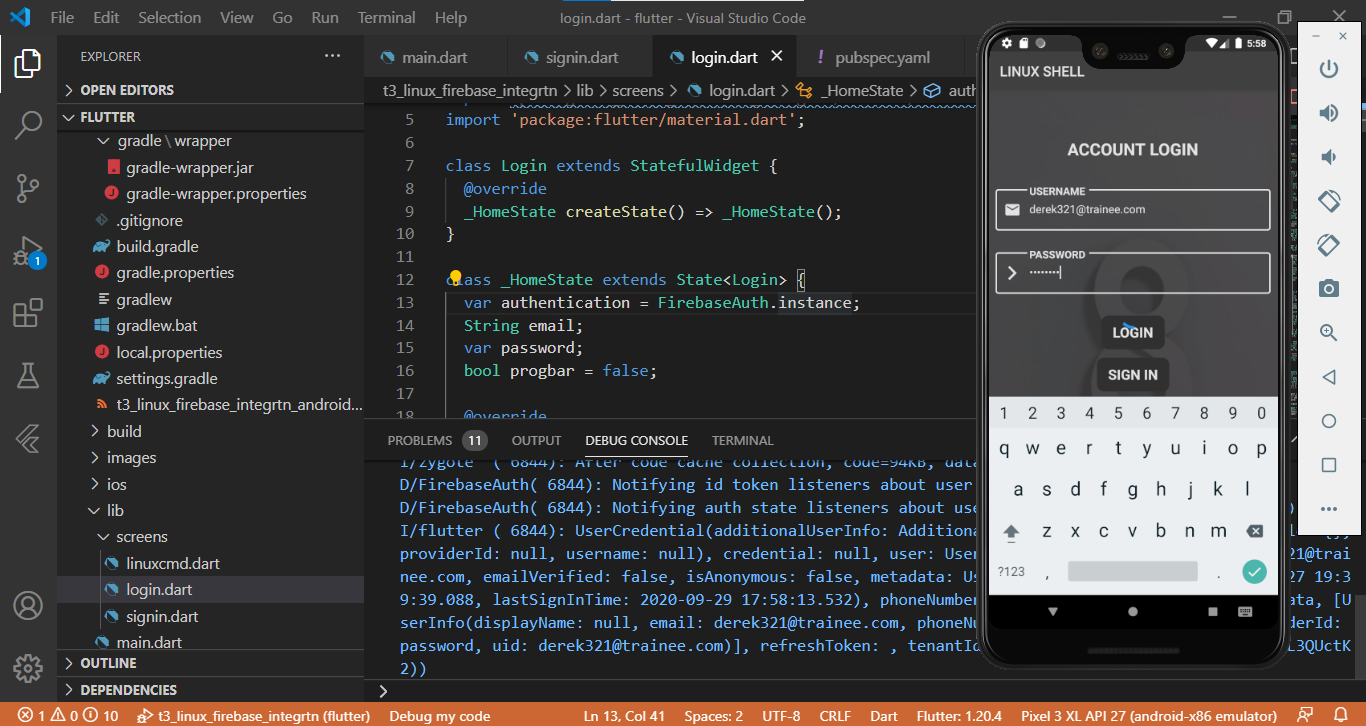 File Edit Selection View Go Run Terminal Help
login.dart - flutter - Visual Studio Code
EXPLORER
OPEN EDITORS
FLUTTER
gradle \ wrapper
gradle-wrapper.jar
gradle-wrapper.properties
.gitignore
build.gradle
gradle.properties
gradlew
gradlew.bat
local.properties
settings.gradle
t3_linux_firebase_integrtn_android...
build
images
ios
lib
screens
linuxcmd.dart
login.dart
signin.dart
main.dart
OUTLINE
DEPENDENCIES
1
main.dart signin.dart login.dart pubspec.yaml
t3_linux_firebase_integrtn > lib > screens > login.dart > _HomeState > auth
5 import 'package:flutter/material.dart';
6
7 class Login extends StatefulWidget {
8 @override
9 _HomeState createState() => _HomeState();
10 }
11
12 class _HomeState extends State<Login> {
13 var authentication = FirebaseAuth.instance;
14 String email;
15 var password;
16 bool progbar = false;
17
18 @override
PROBLEMS 11 OUTPUT DEBUG CONSOLE TERMINAL
I/zygote ( 6844): After code cache collection, code=94KB, data
D/FirebaseAuth( 6844): Notifying id token listeners about user
D/FirebaseAuth( 6844): Notifying auth state listeners about use
I/flutter ( 6844): UserCredential(additionalUserInfo: Additiona
providerId: null, username: null), credential: null, user: User
21@trai
nee.com, emailVerified: false, isAnonymous: false, metadata: Us
27 19:3
9:39.088, lastSignInTime: 2020-09-29 17:58:13.532), phoneNumber
ata, [U
serInfo(displayName: null, email: derek321@trainee.com, phoneNu
derId:
password, uid: derek321@trainee.com)], refreshToken: , tenantId
L3QUctK
2))
5:58
LINUX SHELL
ACCOUNT LOGIN
USERNAME
derek321@trainee.com
PASSWORD
LOGIN
SIGN IN
1 2 3 4 5 6 7 8 9 0
q w e r t y u i o p
a s d f g h j k l
z x c v b n m
?123 , .
1 0 10 t3_linux_firebase_integrtn (flutter) Debug my code
Ln 13, Col 41 Spaces: 2 UTF-8 CRLF Dart Flutter: 1.20.4 Pixel 3 XL API 27 (android-x86 emulator)